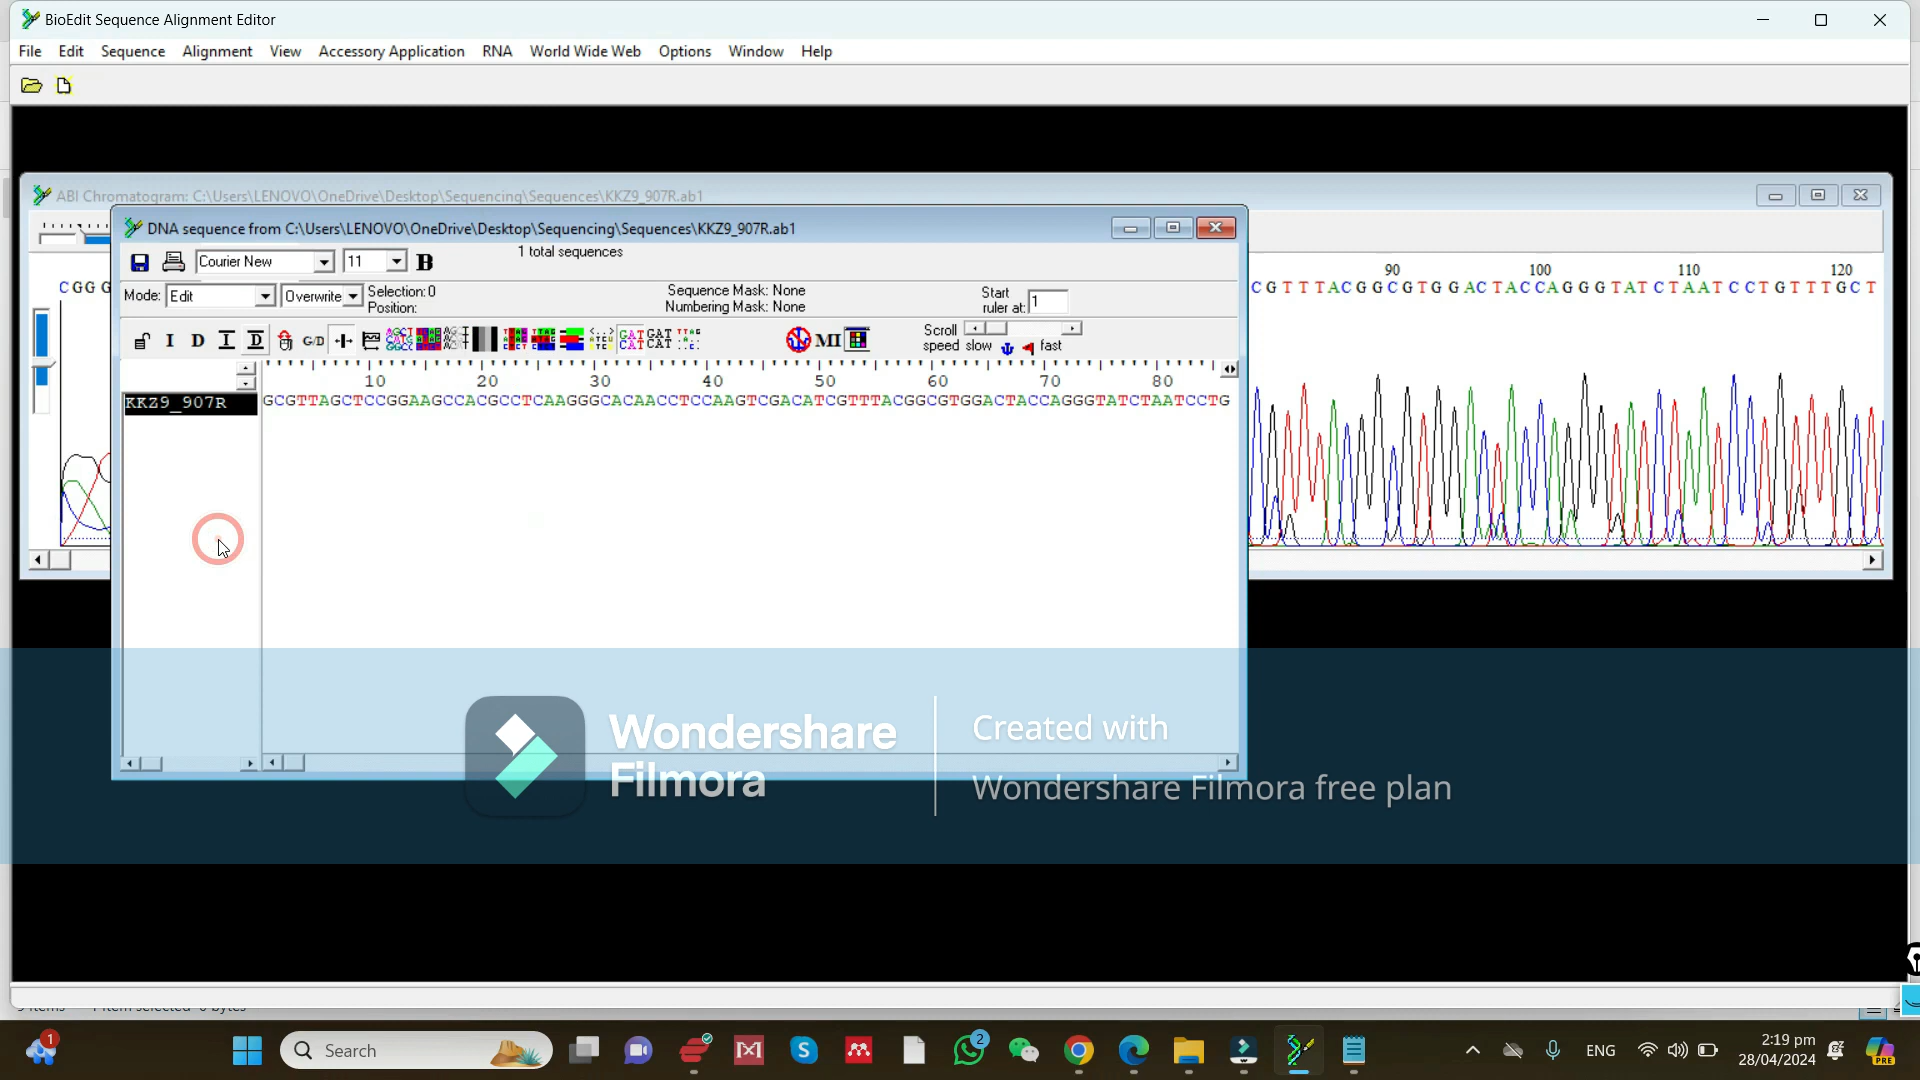 BioEdit Sequence Alignment Editor
File Edit Sequence Alignment View Accessory Application RNA World Wide Web Options Window Help
ABI Chromatogram: C:\Users\LENOVO\OneDrive\Desktop\Sequencing\Sequences\KKZ9_907R.ab1
DNA sequence from C:\Users\LENOVO\OneDrive\Desktop\Sequencing\Sequences\KKZ9_907R.ab1
Courier New 11 B
1 total sequences
Mode: Edit Overwrite
Selection: 0
Position:
Sequence Mask: None
Numbering Mask: None
Start
ruler at: 1
I D I D G/D MI
Scroll
speed slow fast
10 20 30 40 50 60 70 80
KKZ9_907R
GCGTTAGCTCCGGAAGCCACGCCTCAAGGGCACAACCTCCAAGTCGACATCGTTTACGGCGTGGACTACCAGGGTATCTAATCCTG
90 100 110 120
CGGG
CGTTTACGGCGTGGACTACCAGGGTATCTAATCCTGTTTGCT
Wondershare
Filmora
Created with
Wondershare Filmora free plan
1
Search
2
ENG
2:19 pm
28/04/2024
PRE